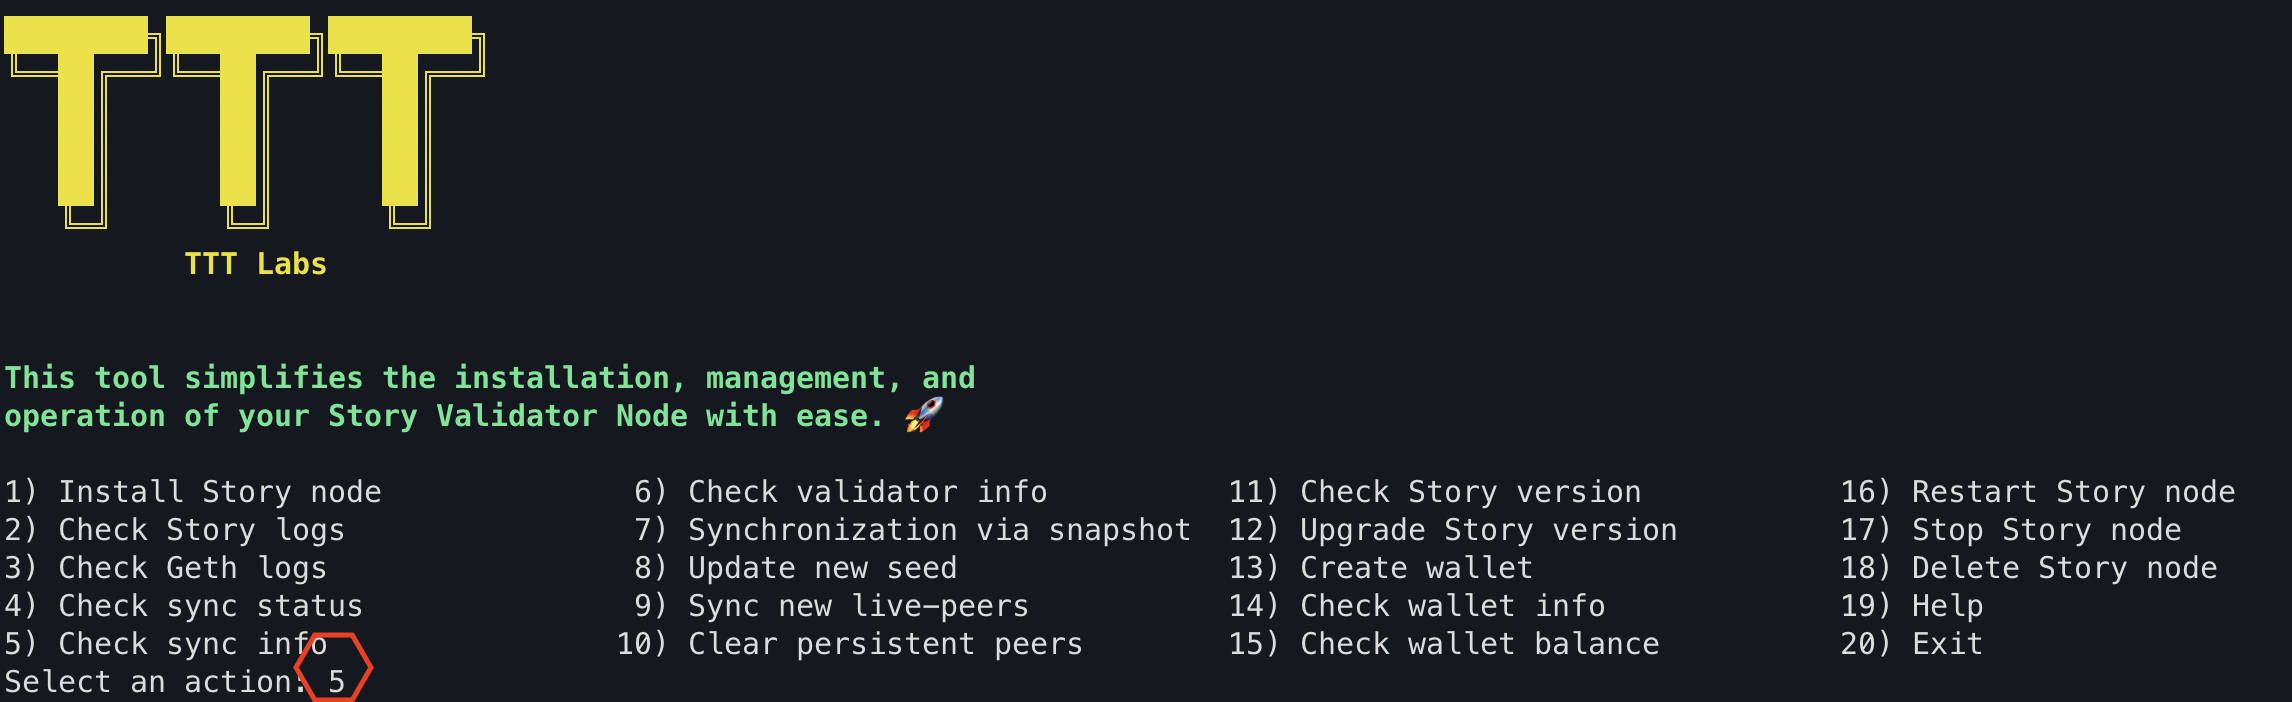 TTT
TTT Labs
This tool simplifies the installation, management, and
operation of your Story Validator Node with ease. 🚀
1) Install Story node 6) Check validator info 11) Check Story version 16) Restart Story node
2) Check Story logs 7) Synchronization via snapshot 12) Upgrade Story version 17) Stop Story node
3) Check Geth logs 8) Update new seed 13) Create wallet 18) Delete Story node
4) Check sync status 9) Sync new live-peers 14) Check wallet info 19) Help
5) Check sync info 10) Clear persistent peers 15) Check wallet balance 20) Exit
Select an action: 5